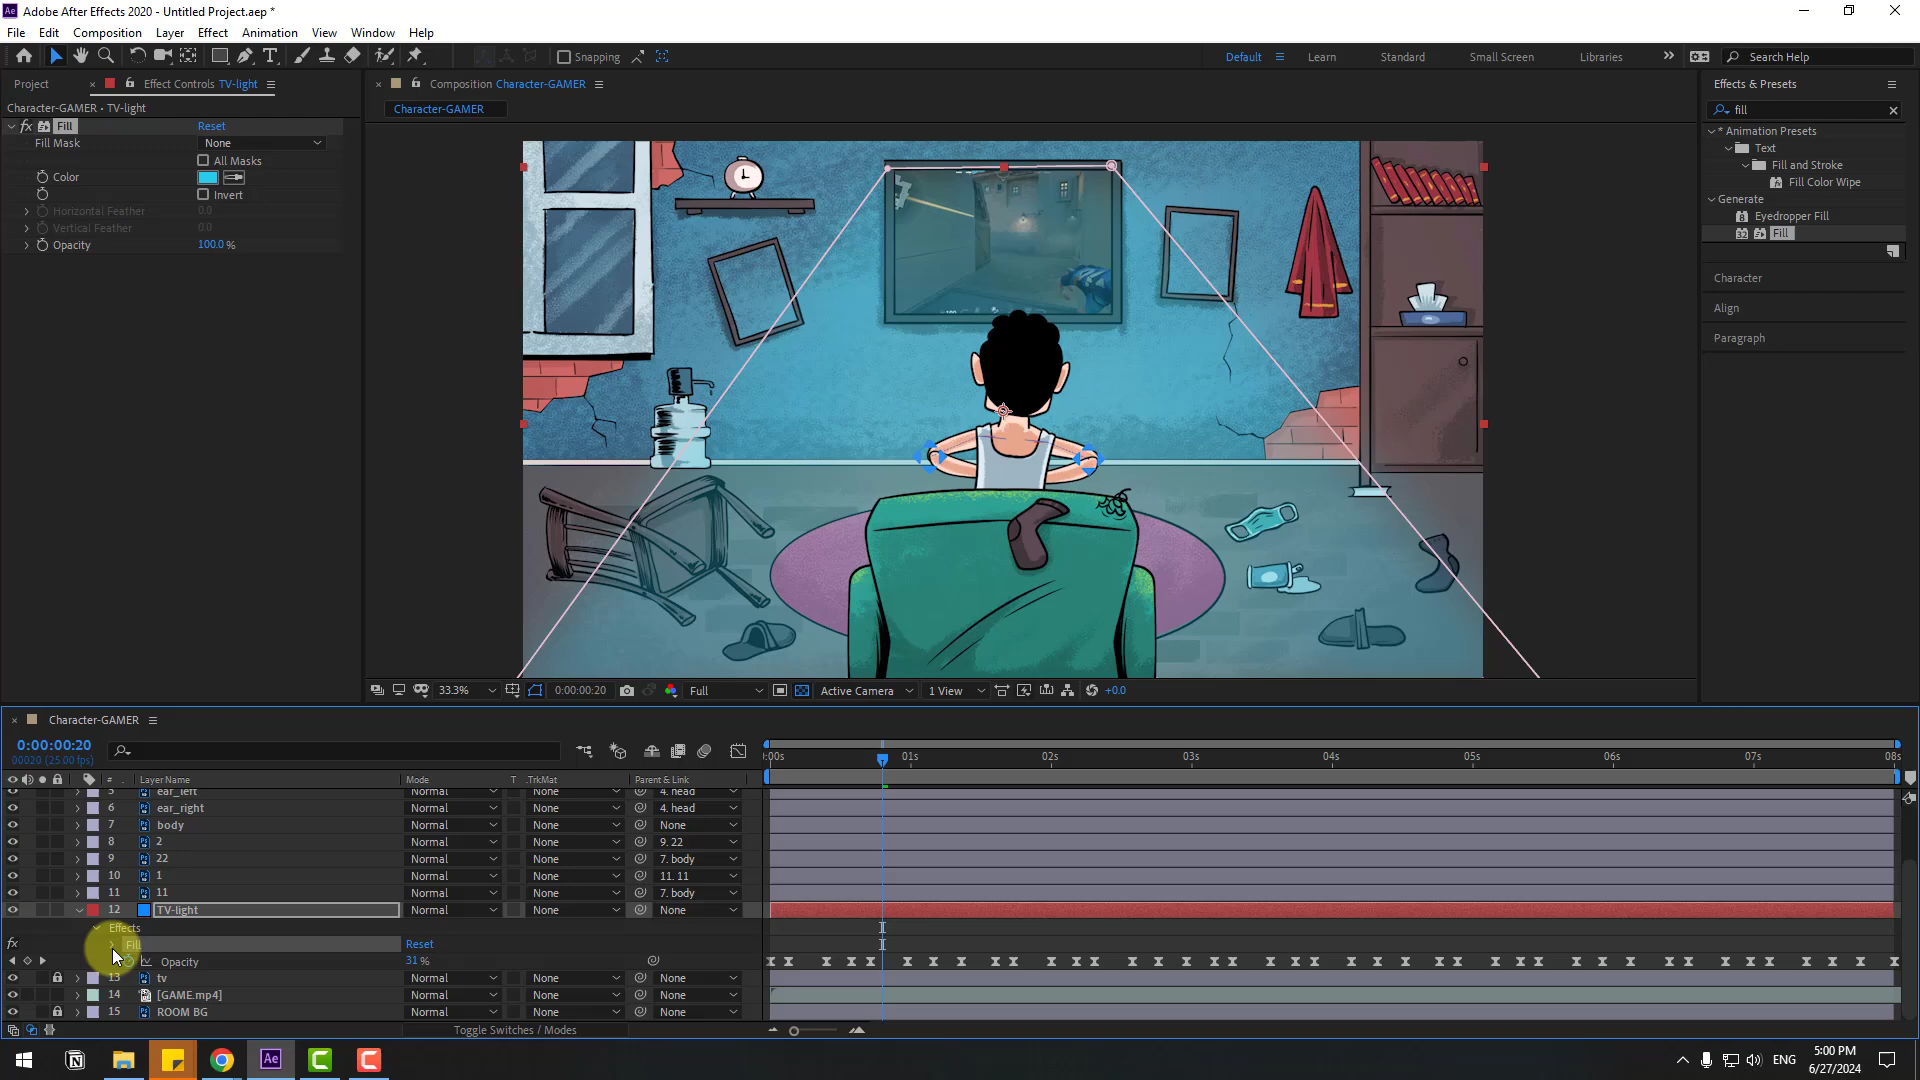 Adobe After Effects 2020 - Untitled Project.aep *
File Edit Composition Layer Effect Animation View Window Help
Snapping Default Learn Standard Small Screen Libraries Search Help
Project Effect Controls TV-light
Character-GAMER • TV-light
fx Fill Reset
Fill Mask None
All Masks
Color
Invert
Horizontal Feather 0.0
Vertical Feather 0.0
Opacity 100.0 %
Composition Character-GAMER
Character-GAMER
33.3% 0:00:00:20 Full Active Camera 1 View +0.0
Effects & Presets
fill
* Animation Presets
Text
Fill and Stroke
Fill Color Wipe
Generate
Eyedropper Fill
Fill
Character
Align
Paragraph
Character-GAMER
0:00:00:20
00020 (25.00 fps)
0:00s 01s 02s 03s 04s 05s 06s 07s 08s
# Layer Name Mode T .TrkMat Parent & Link
5 ear_left Normal None 4. head
6 ear_right Normal None 4. head
7 body Normal None None
8 2 Normal None 9. 22
9 22 Normal None 7. body
10 1 Normal None 11. 11
11 11 Normal None 7. body
12 TV-light Normal None None
Effects
fx Fill Reset
Opacity 31 %
13 tv Normal None None
14 [GAME.mp4] Normal None None
15 ROOM BG Normal None None
Toggle Switches / Modes
ENG
5:00 PM
6/27/2024